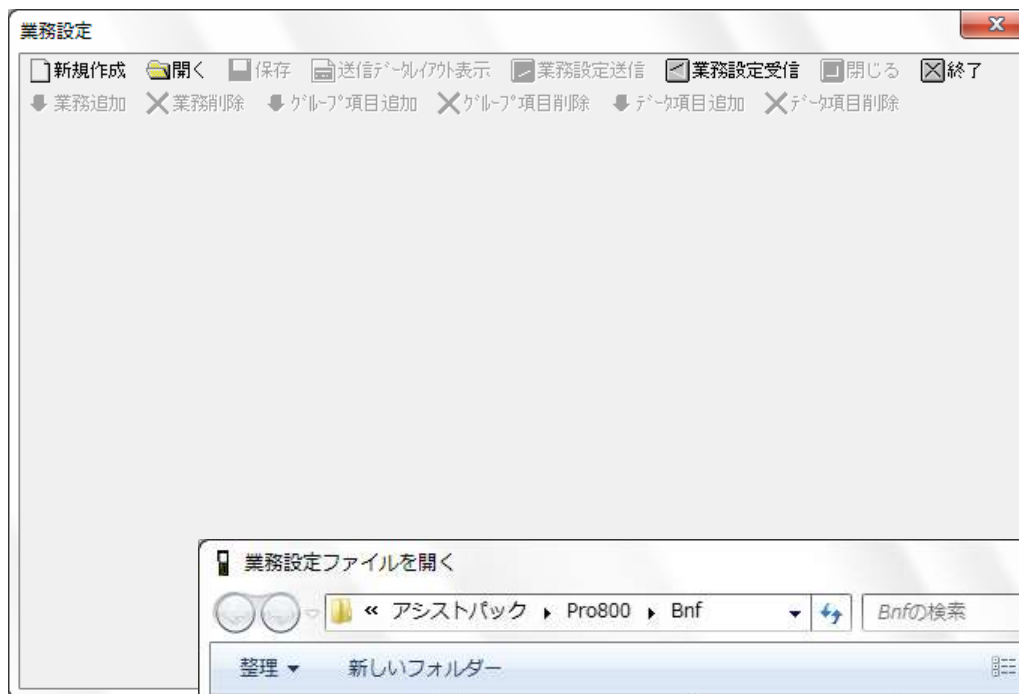 業務設定
新規作成 開く 保存 送信ﾃﾞｰﾀﾚｲｱｳﾄ表示 業務設定送信 業務設定受信 閉じる 終了
業務追加 業務削除 ｸﾞﾙｰﾌﾟ項目追加 ｸﾞﾙｰﾌﾟ項目削除 ﾃﾞｰﾀ項目追加 ﾃﾞｰﾀ項目削除
業務設定ファイルを開く
« アシストパック ▸ Pro800 ▸ Bnf Bnfの検索
整理 ▼ 新しいフォルダー